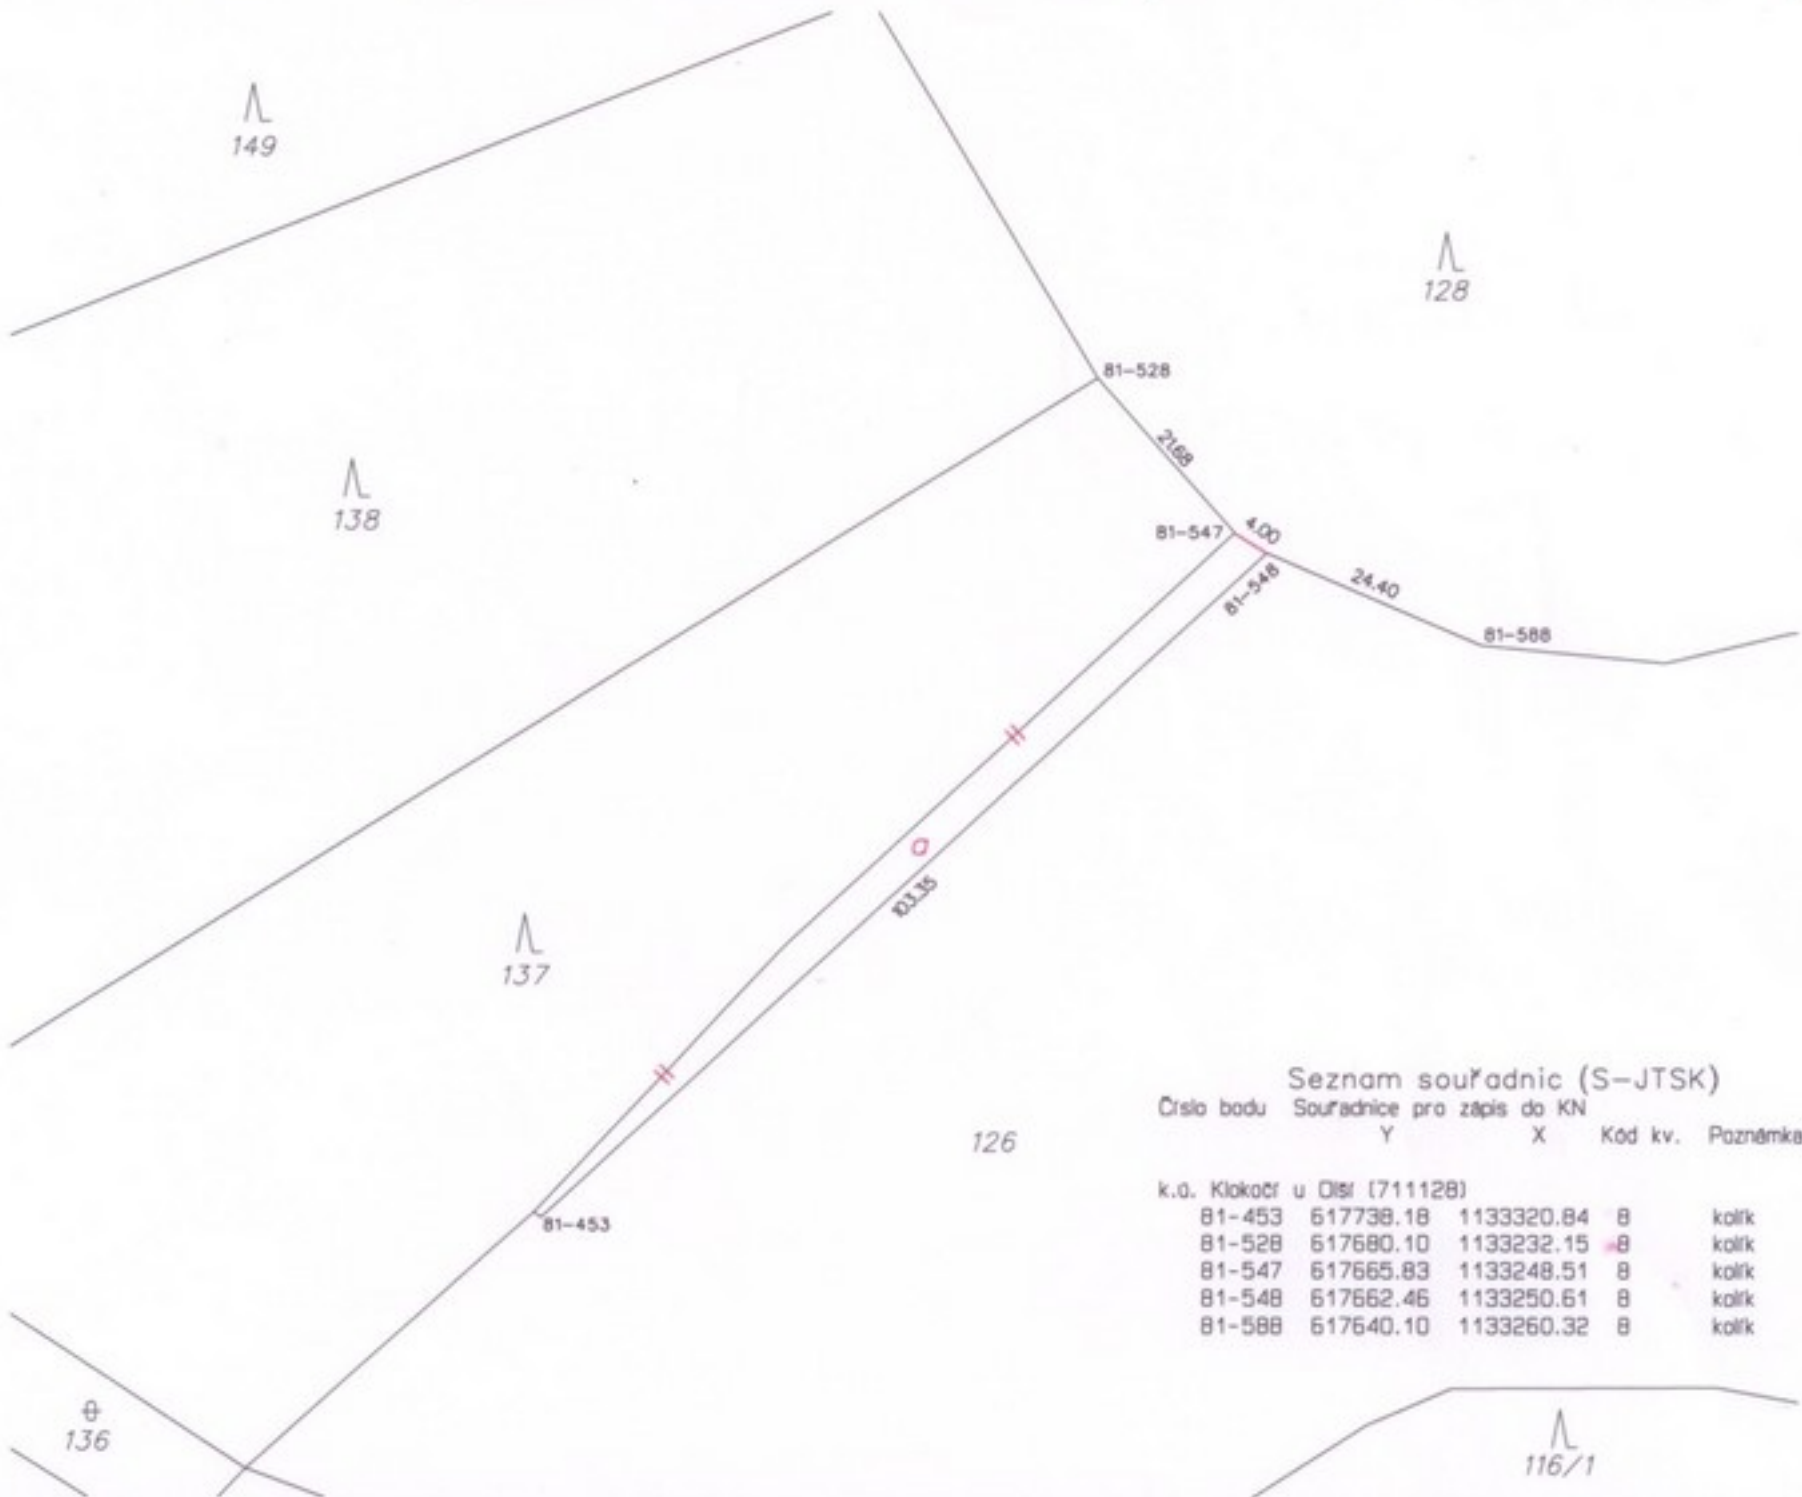 149
128
81-528
21.68
138
81-547
4.00
81-548
24.40
81-588
a
103.35
137
126
Seznam souřadnic (S-JTSK)
Číslo bodu Souřadnice pro zápis do KN
Y X Kód kv. Poznámka
k.ú. Klokočí u Olší [711128]
81-453 617738.18 1133320.84 8 kolík
81-528 617680.10 1133232.15 8 kolík
81-547 617665.83 1133248.51 8 kolík
81-548 617662.46 1133250.61 8 kolík
81-588 617640.10 1133260.32 8 kolík
81-453
136
116/1